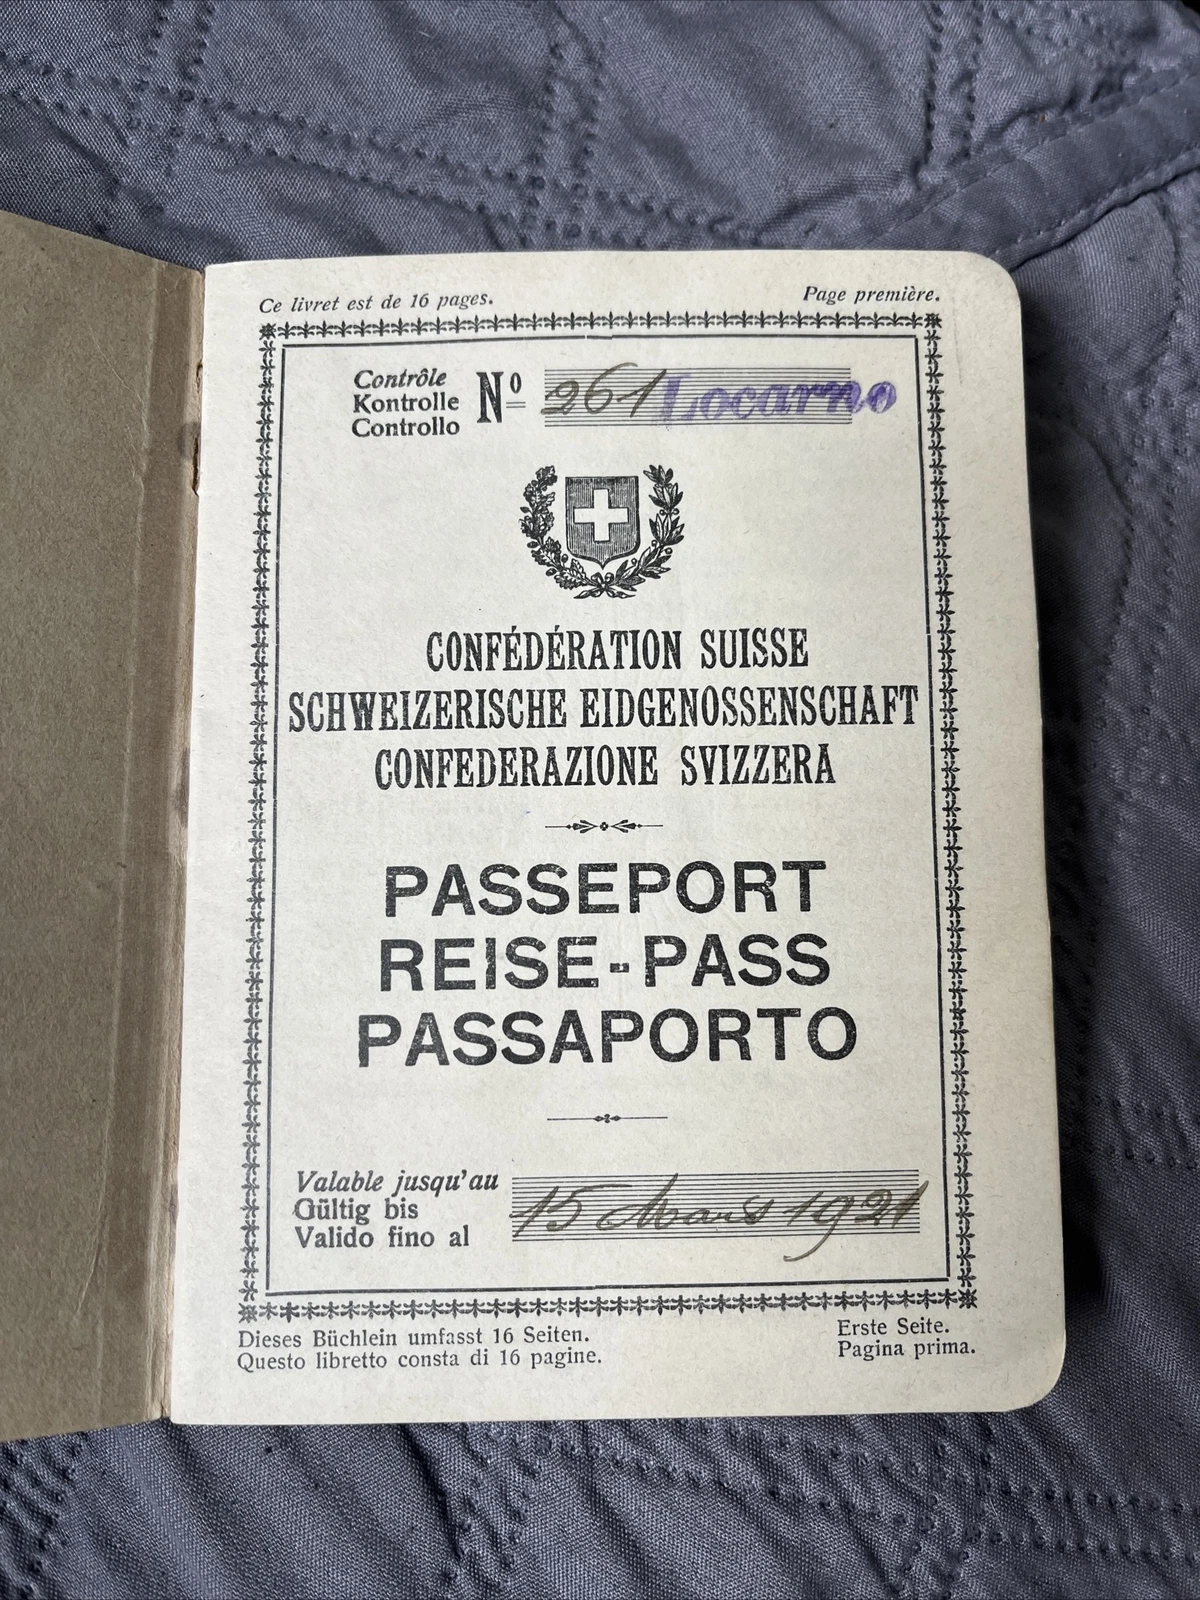 Ce livret est de 16 pages. Page première.
Contrôle
Kontrolle
Controllo
Nº 261 Locarno
CONFÉDÉRATION SUISSE
SCHWEIZERISCHE EIDGENOSSENSCHAFT
CONFEDERAZIONE SVIZZERA
PASSEPORT
REISE-PASS
PASSAPORTO
Valable jusqu'au
Gültig bis
Valido fino al
15 Mars 1921
Dieses Büchlein umfasst 16 Seiten. Erste Seite.
Questo libretto consta di 16 pagine. Pagina prima.